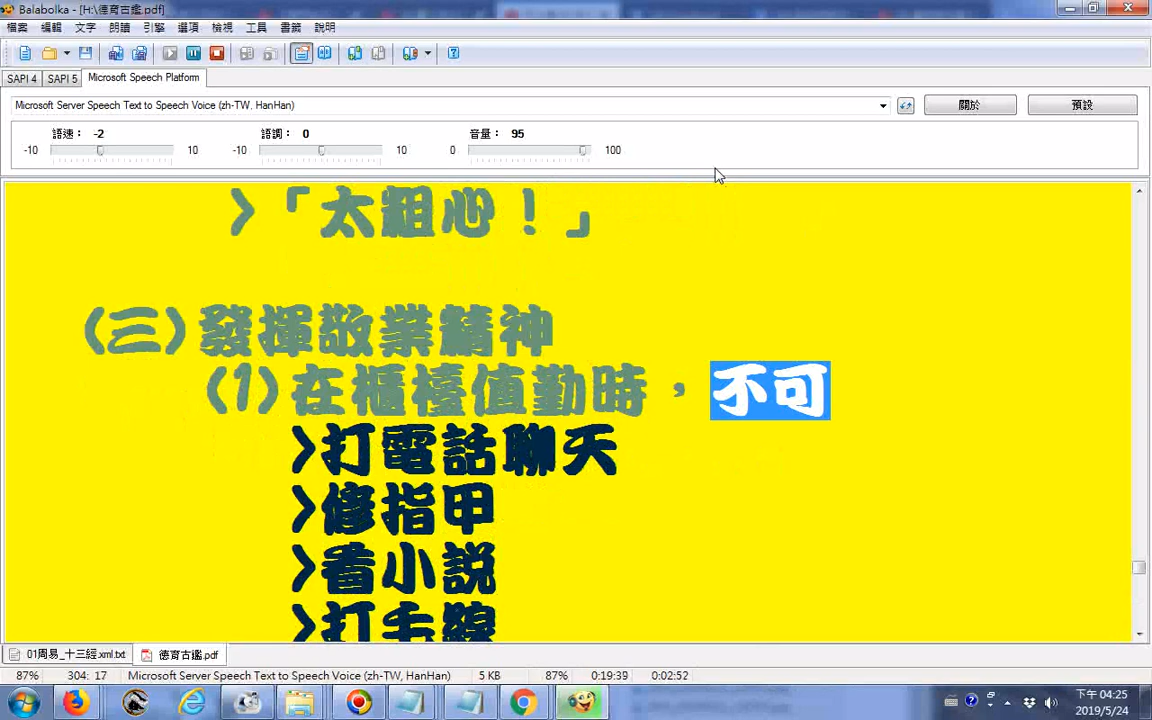 Balabolka - [H:\德育古鑑.pdf]
檔案 編輯 文字 朗讀 引擎 選項 檢視 工具 書籤 說明
SAPI 4 SAPI 5 Microsoft Speech Platform
Microsoft Server Speech Text to Speech Voice (zh-TW, HanHan) 關於 預設
語速： -2 語調： 0 音量： 95
-10 10 -10 10 0 100
>「太粗心！」
(三)發揮敬業精神
(1)在櫃檯值勤時，不可
>打電話聊天
>修指甲
>看小說
>打毛線
01周易_十三經.xml.txt 德育古鑑.pdf
87% 304: 17 Microsoft Server Speech Text to Speech Voice (zh-TW, HanHan) 5 KB 87% 0:19:39 0:02:52
下午 04:25
2019/5/24